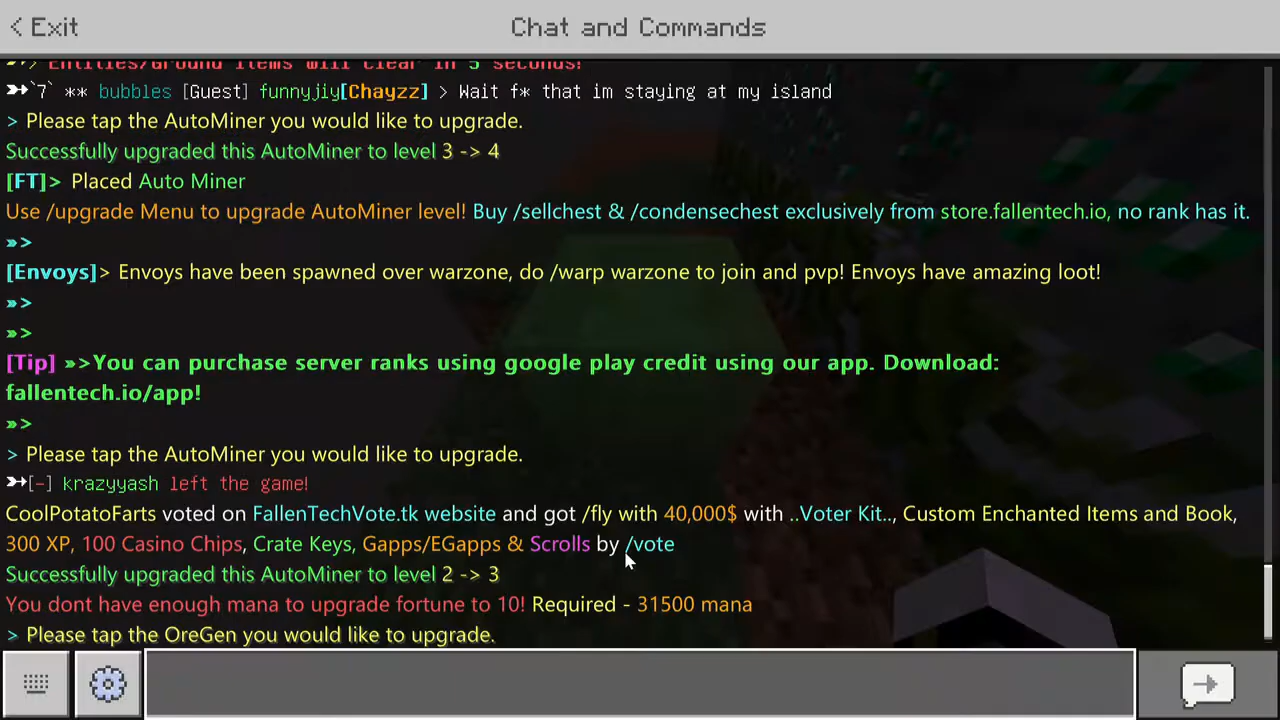 < Exit
Chat and Commands
Entities/Ground Items will clear in 5 seconds!
`7` ** bubbles [Guest] funnyjiy[Chayzz] > Wait f* that im staying at my island
> Please tap the AutoMiner you would like to upgrade.
Successfully upgraded this AutoMiner to level 3 -> 4
[FT]> Placed Auto Miner
Use /upgrade Menu to upgrade AutoMiner level! Buy /sellchest & /condensechest exclusively from store.fallentech.io, no rank has it.
»>
[Envoys]> Envoys have been spawned over warzone, do /warp warzone to join and pvp! Envoys have amazing loot!
»>
»>
[Tip] »>You can purchase server ranks using google play credit using our app. Download:
fallentech.io/app!
»>
> Please tap the AutoMiner you would like to upgrade.
[-] krazyyash left the game!
CoolPotatoFarts voted on FallenTechVote.tk website and got /fly with 40,000$ with ..Voter Kit.., Custom Enchanted Items and Book,
300 XP, 100 Casino Chips, Crate Keys, Gapps/EGapps & Scrolls by /vote
Successfully upgraded this AutoMiner to level 2 -> 3
You dont have enough mana to upgrade fortune to 10! Required - 31500 mana
> Please tap the OreGen you would like to upgrade.